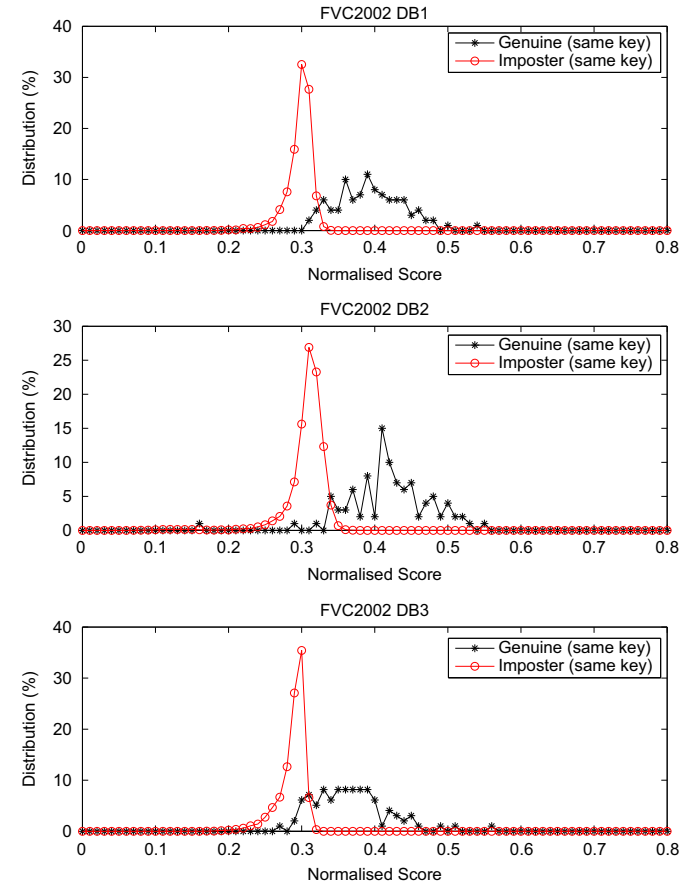 FVC2002 DB1
40
30
20
10
0
Distribution (%)
Genuine (same key)
Imposter (same key)
0 0.1 0.2 0.3 0.4 0.5 0.6 0.7 0.8
Normalised Score
FVC2002 DB2
30
25
20
15
10
5
0
Distribution (%)
Genuine (same key)
Imposter (same key)
0 0.1 0.2 0.3 0.4 0.5 0.6 0.7 0.8
Normalised Score
FVC2002 DB3
40
30
20
10
0
Distribution (%)
Genuine (same key)
Imposter (same key)
0 0.1 0.2 0.3 0.4 0.5 0.6 0.7 0.8
Normalised Score